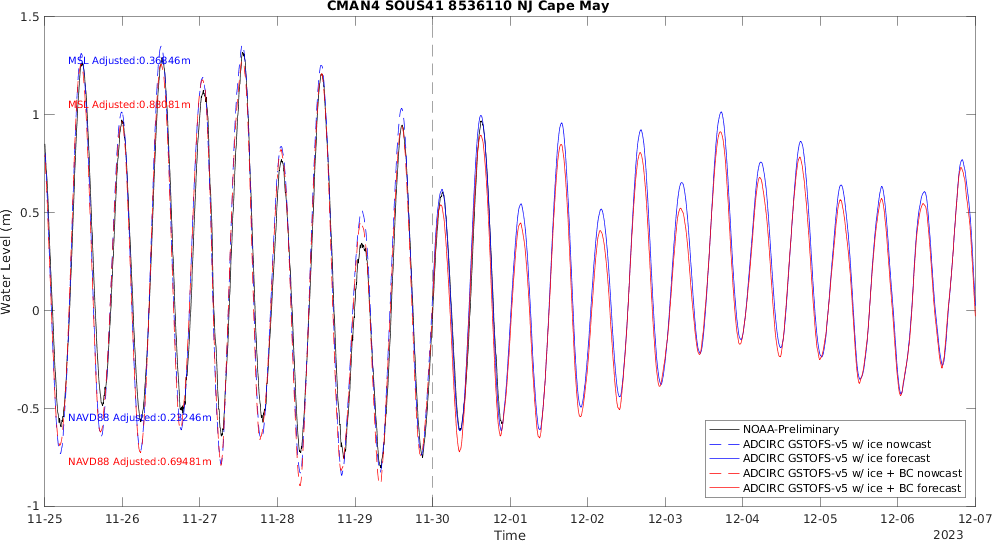 CMAN4 SOUS41 8536110 NJ Cape May
1.5
1
0.5
0
-0.5
-1
Water Level (m)
MSL Adjusted:0.36846m
MSL Adjusted:0.88081m
NAVD88 Adjusted:0.23246m
NAVD88 Adjusted:0.69481m
NOAA-Preliminary
ADCIRC GSTOFS-v5 w/ ice nowcast
ADCIRC GSTOFS-v5 w/ ice forecast
ADCIRC GSTOFS-v5 w/ ice + BC nowcast
ADCIRC GSTOFS-v5 w/ ice + BC forecast
11-25 11-26 11-27 11-28 11-29 11-30 12-01 12-02 12-03 12-04 12-05 12-06 12-07
Time
2023